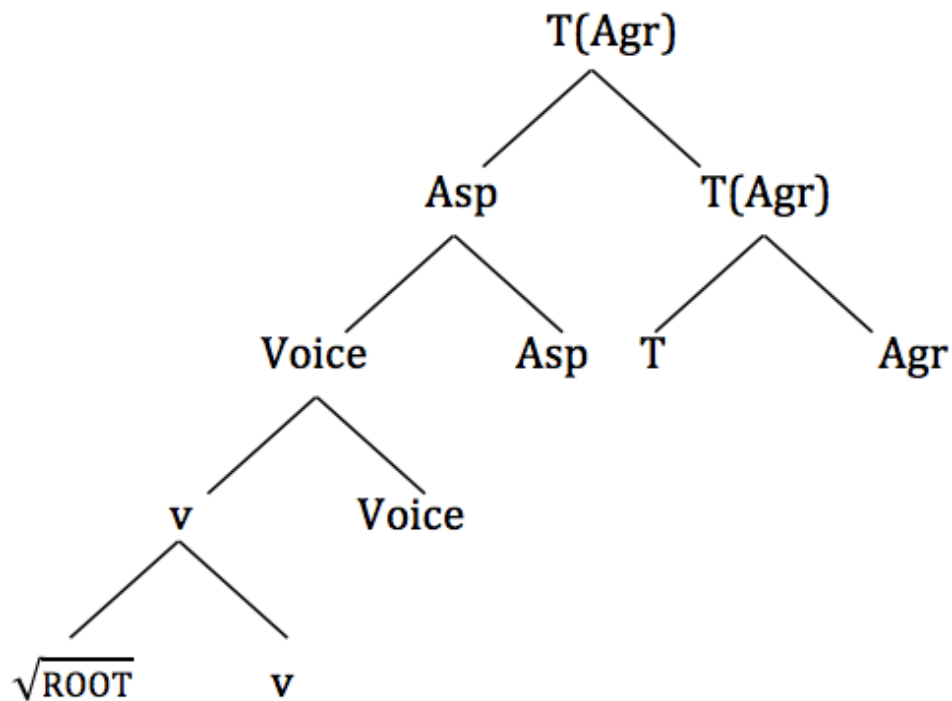 T(Agr)
Asp T(Agr)
Voice Asp T Agr
v Voice
√ROOT v